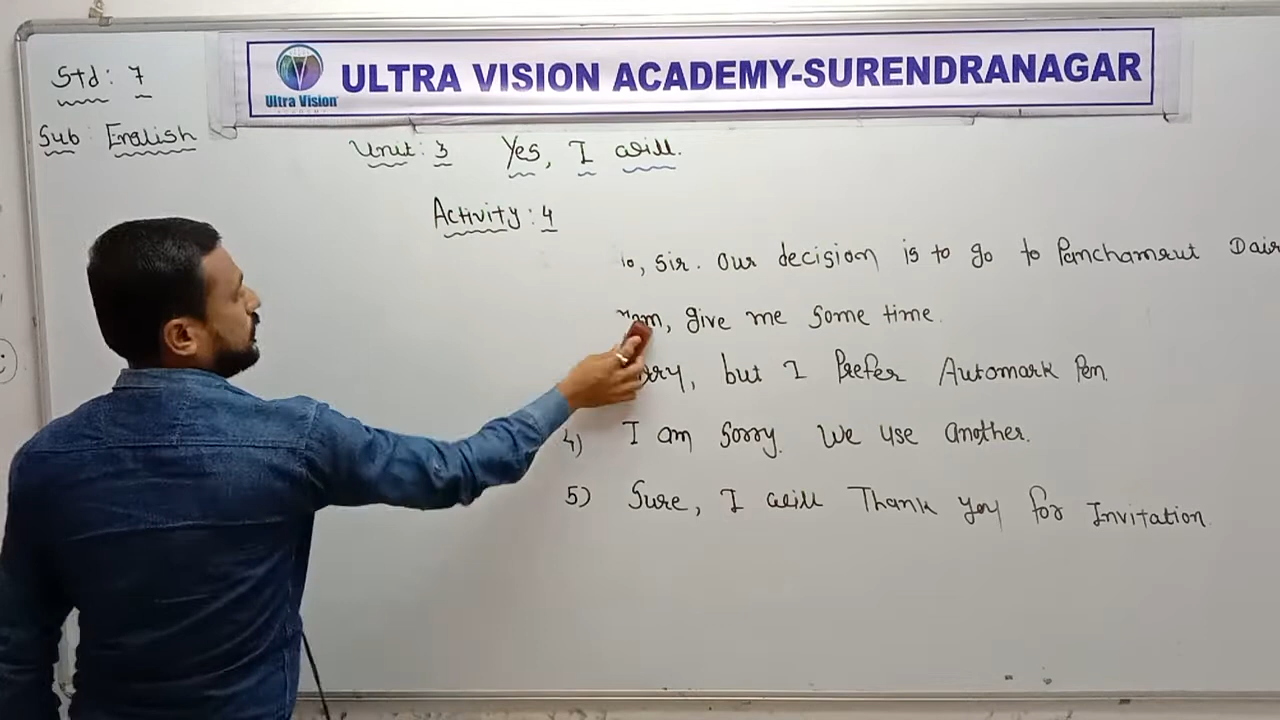 Std: 7
ULTRA VISION ACADEMY-SURENDRANAGAR
Ultra Vision
ACADEMY
Sub: English
Unit: 3 Yes, I will.
Activity: 4
Sir. Our decision is to go to Panchamrut
give me some time.
but I Prefer Automark Pen.
4) I am sorry. We use another.
5) Sure, I will Thank you for Invitation.